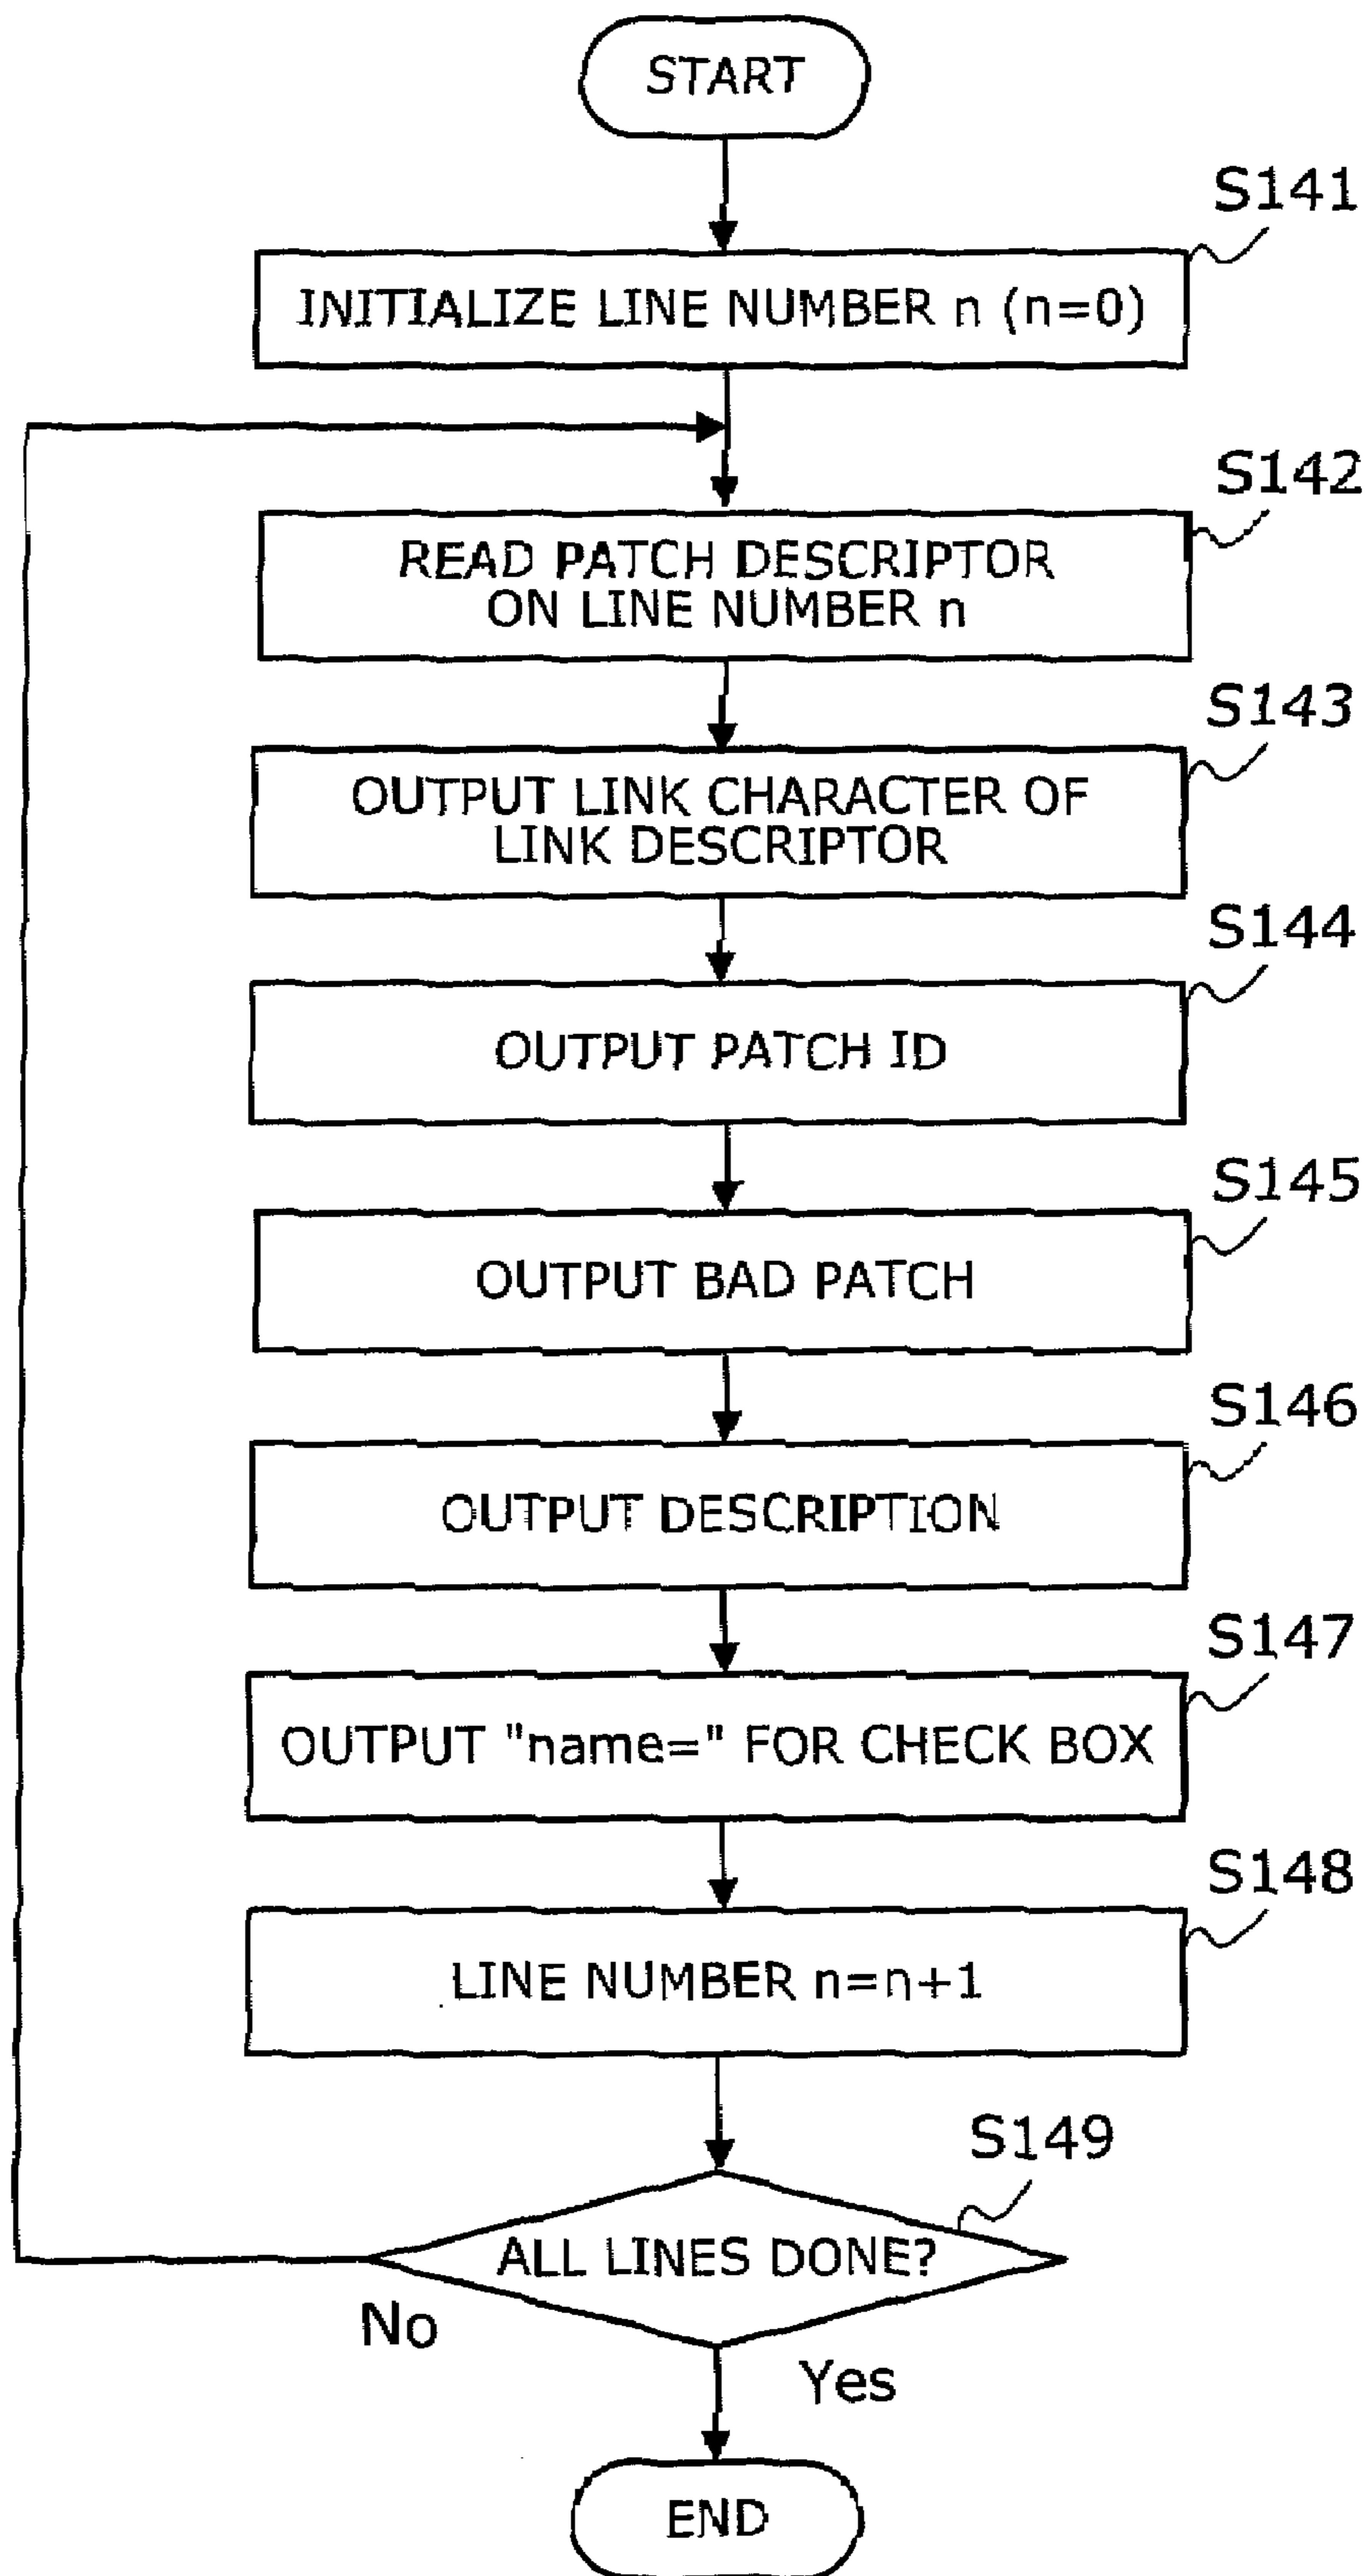 START
S141
INITIALIZE LINE NUMBER n (n=0)
S142
READ PATCH DESCRIPTOR
ON LINE NUMBER n
S143
OUTPUT LINK CHARACTER OF
LINK DESCRIPTOR
S144
OUTPUT PATCH ID
S145
OUTPUT BAD PATCH
S146
OUTPUT DESCRIPTION
S147
OUTPUT "name=" FOR CHECK BOX
S148
LINE NUMBER n=n+1
S149
ALL LINES DONE?
No
Yes
END